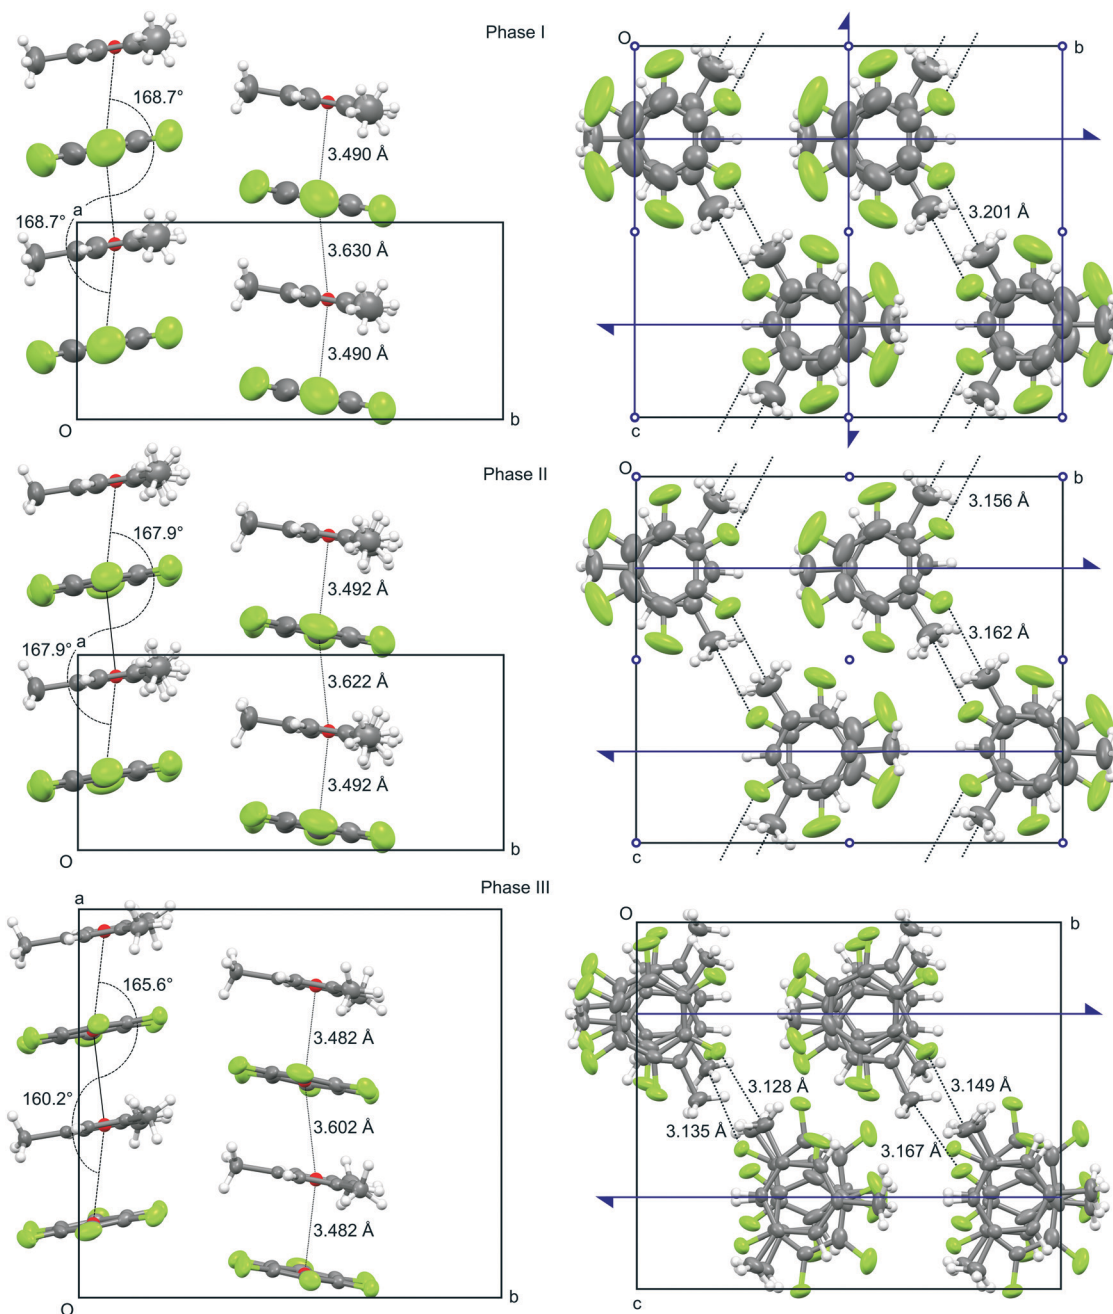 Phase I
O
b
168.7°
3.490 Å
a
168.7°
3.630 Å
3.201 Å
3.490 Å
O
b
c
Phase II
O
b
167.9°
3.156 Å
3.492 Å
a
167.9°
3.162 Å
3.622 Å
3.492 Å
O
b
c
Phase III
a
O
b
165.6°
3.482 Å
160.2°
3.128 Å
3.149 Å
3.602 Å
3.135 Å
3.167 Å
3.482 Å
O
b
c